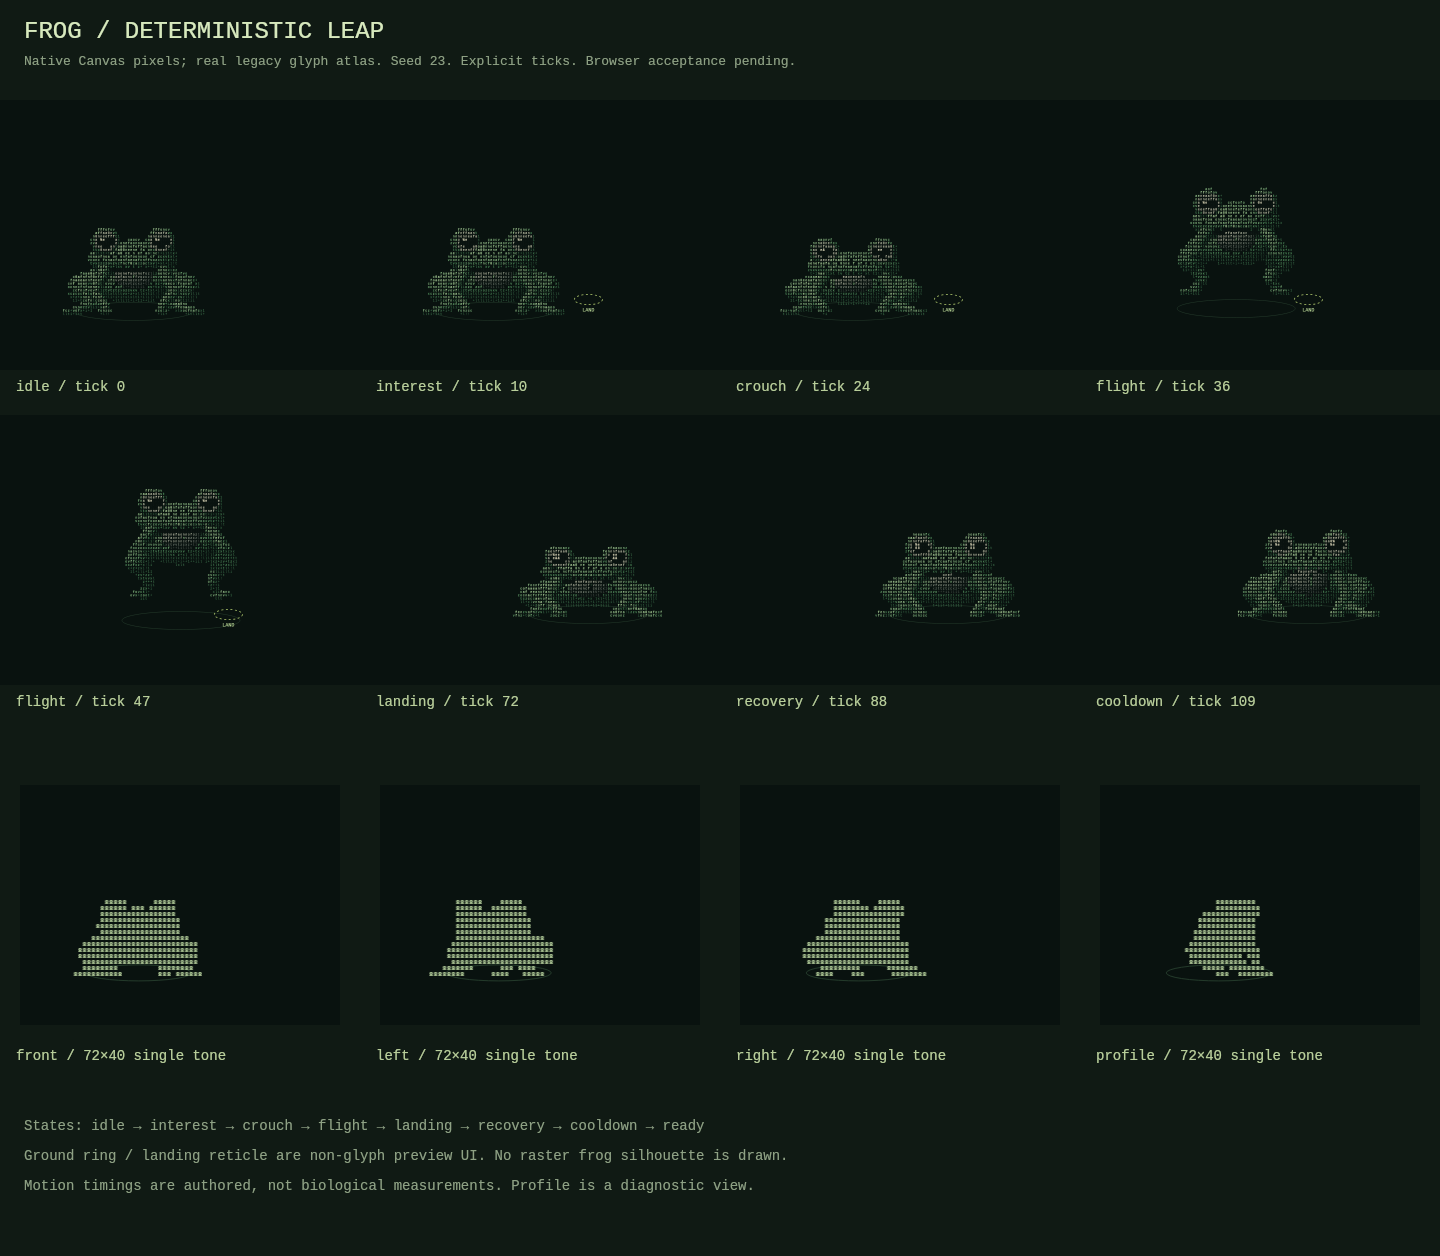 FROG / DETERMINISTIC LEAP
Native Canvas pixels; real legacy glyph atlas. Seed 23. Explicit ticks. Browser acceptance pending.
LAND
LAND
LAND
idle / tick 0
interest / tick 10
crouch / tick 24
flight / tick 36
LAND
flight / tick 47
landing / tick 72
recovery / tick 88
cooldown / tick 109
front / 72×40 single tone
left / 72×40 single tone
right / 72×40 single tone
profile / 72×40 single tone
States: idle → interest → crouch → flight → landing → recovery → cooldown → ready
Ground ring / landing reticle are non-glyph preview UI. No raster frog silhouette is drawn.
Motion timings are authored, not biological measurements. Profile is a diagnostic view.